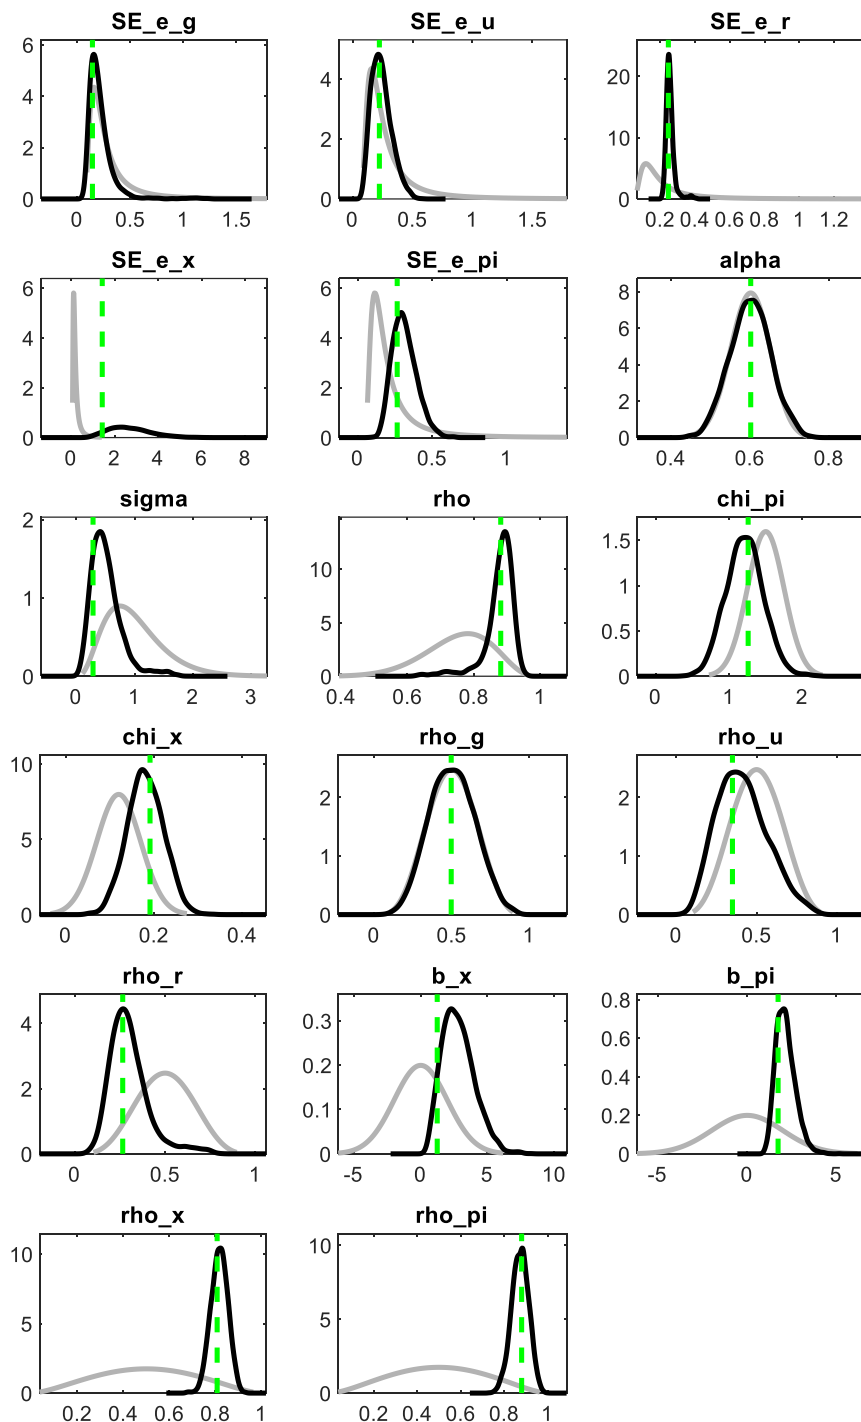 SE_e_g SE_e_u SE_e_r
6 4 2 0
0 0.5 1 1.5
4 2 0
0 0.5 1 1.5
20 10 0
0.2 0.4 0.6 0.8 1 1.2
SE_e_x SE_e_pi alpha
6 4 2 0
0 2 4 6 8
6 4 2 0
0 0.5 1
8 6 4 2 0
0.4 0.6 0.8
sigma rho chi_pi
2 1 0
0 1 2 3
10 5 0
0.4 0.6 0.8 1
1.5 1 0.5 0
0 1 2
chi_x rho_g rho_u
10 5 0
0 0.2 0.4
2 1 0
0 0.5 1
2 1 0
0 0.5 1
rho_r b_x b_pi
4 2 0
0 0.5 1
0.3 0.2 0.1 0
-5 0 5 10
0.8 0.6 0.4 0.2 0
-5 0 5
rho_x rho_pi
10 5 0
0.2 0.4 0.6 0.8 1
10 5 0
0.2 0.4 0.6 0.8 1